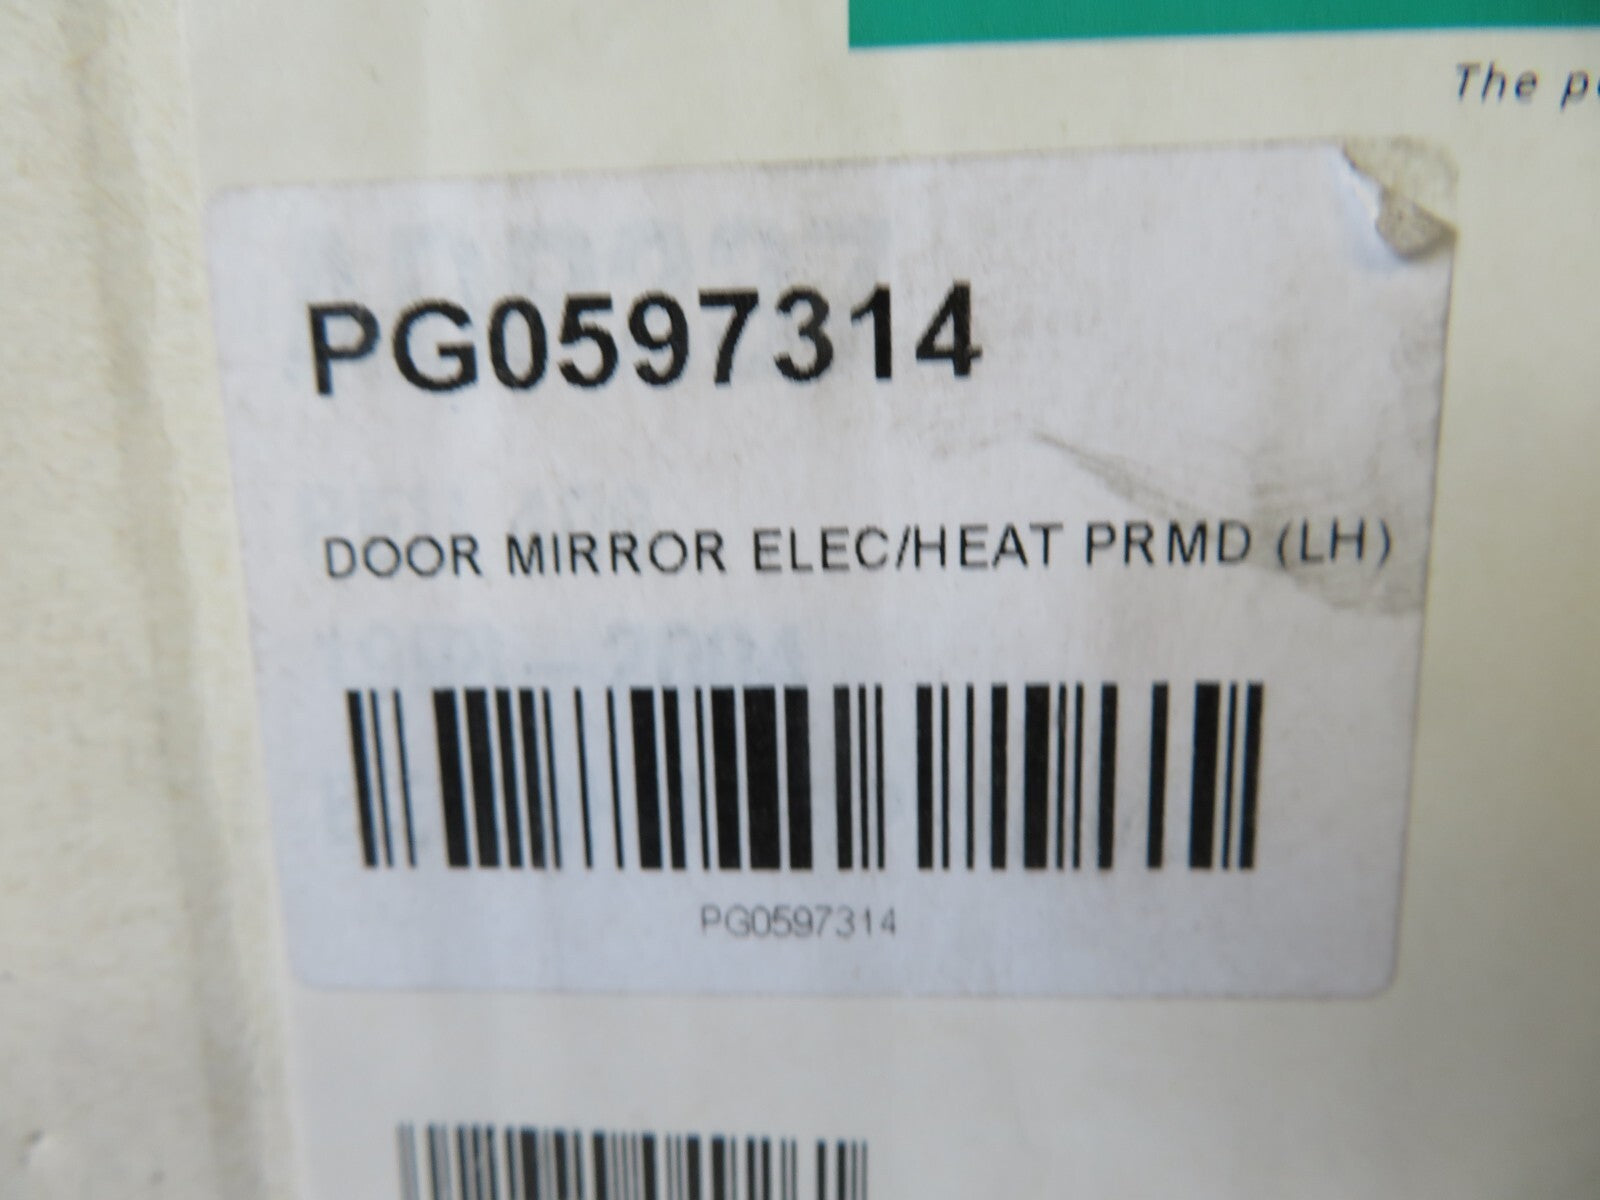 The
PG0597314
DOOR MIRROR ELEC/HEAT PRMD (LH)
PG0597314